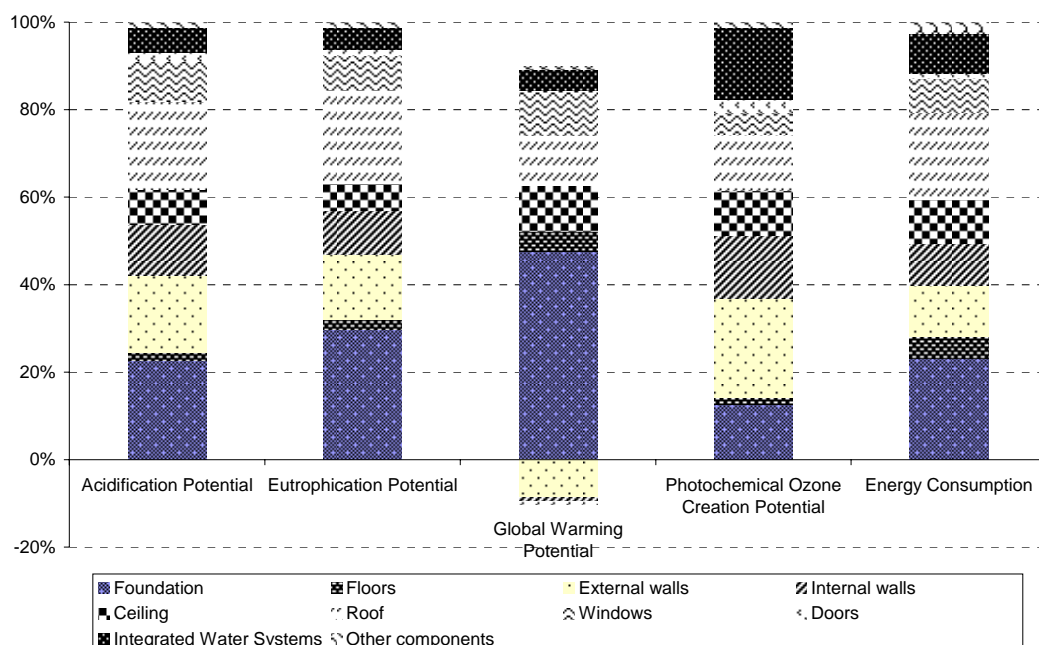 100%
80%
60%
40%
20%
0%
-20%
Acidification Potential
Eutrophication Potential
Global Warming
Potential
Photochemical Ozone
Creation Potential
Energy Consumption
Foundation Floors External walls Internal walls
Ceiling Roof Windows Doors
Integrated Water Systems Other components